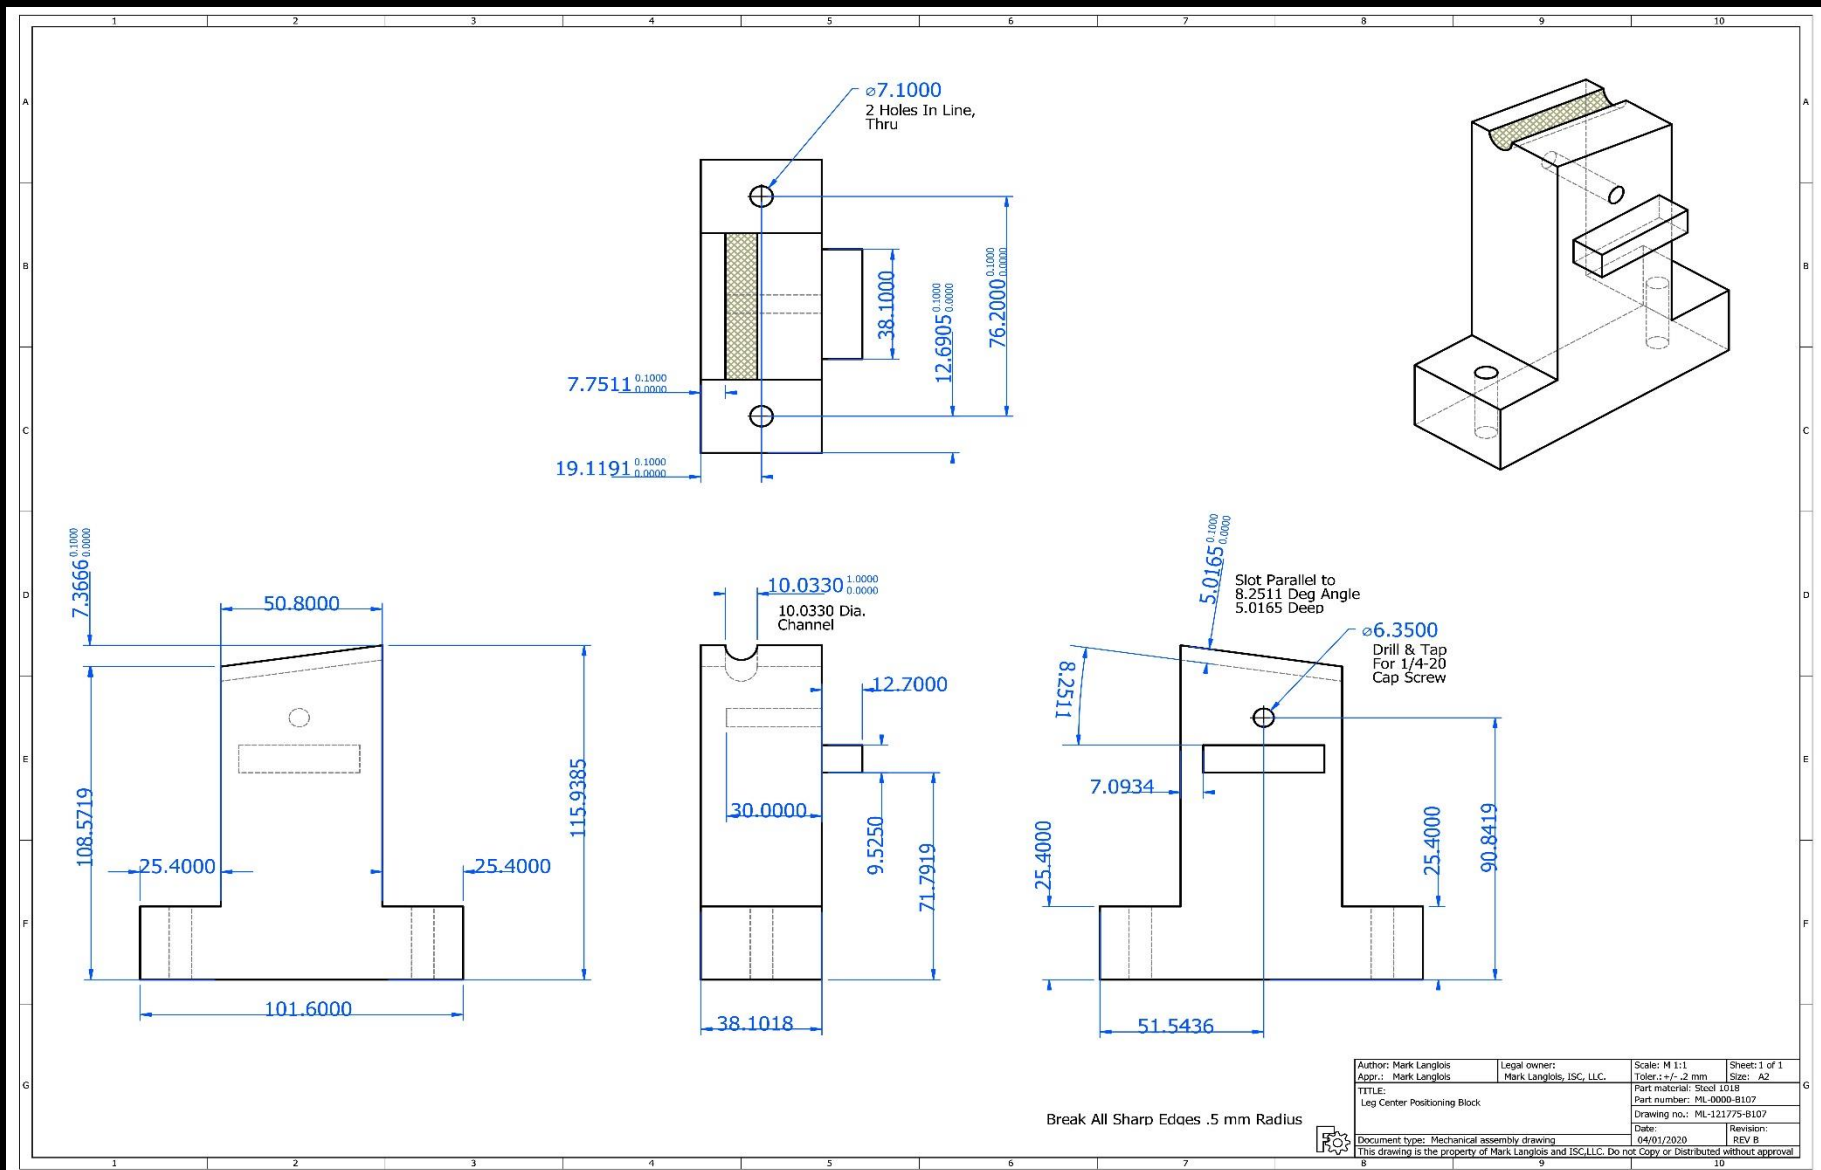 1 2 3 4 5 6 7 8 9 10
A A
B B
C C
D D
E E
F F
G G
⌀7.1000
2 Holes In Line,
Thru
38.1000
12.6905 0.1000 0.0000
76.2000 0.1000 0.0000
7.7511 0.1000 0.0000
19.1191 0.1000 0.0000
7.3666 0.1000 0.0000
50.8000
108.5719
115.9385
25.4000
25.4000
101.6000
10.0330 1.0000 0.0000
10.0330 Dia.
Channel
12.7000
30.0000
9.5250
71.7919
38.1018
5.0165 0.1000 0.0000
Slot Parallel to
8.2511 Deg Angle
5.0165 Deep
⌀6.3500
Drill & Tap
For 1/4-20
Cap Screw
8.2511
7.0934
25.4000
25.4000
90.8419
51.5436
Break All Sharp Edges .5 mm Radius
Author: Mark Langlois
Appr.: Mark Langlois
Legal owner:
Mark Langlois, ISC, LLC.
Scale: M 1:1
Toler.: +/- .2 mm
Sheet: 1 of 1
Size: A2
TITLE:
Leg Center Positioning Block
Part material: Steel 1018
Part number: ML-0000-B107
Drawing no.: ML-121775-B107
Date:
04/01/2020
Revision:
REV B
Document type: Mechanical assembly drawing
This drawing is the property of Mark Langlois and ISC,LLC. Do not Copy or Distributed without approval
1 2 3 4 5 6 7 8 9 10